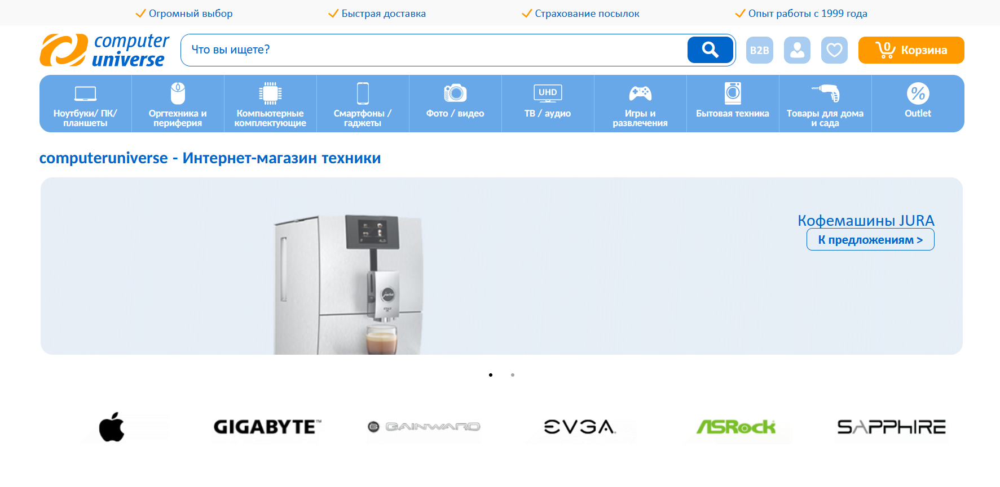 Огромный выбор
Быстрая доставка
Страхование посылок
Опыт работы с 1999 года
computer
universe
Что вы ищете?
B2B
0
Корзина
Ноутбуки/ ПК/
планшеты
Оргтехника и
периферия
Компьютерные
комплектующие
Смартфоны /
гаджеты
Фото / видео
UHD
ТВ / аудио
Игры и
развлечения
Бытовая техника
Товары для дома
и сада
%
Outlet
computeruniverse - Интернет-магазин техники
Кофемашины JURA
К предложениям >
jura
GIGABYTE™
G GAINWARD
EVGA.
ASRock
SAPPHIRE